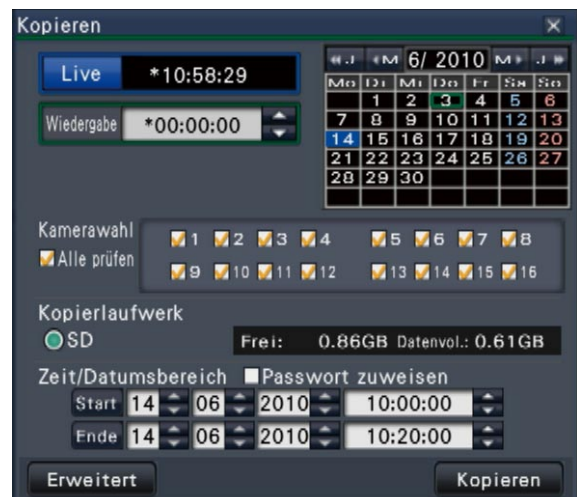 Kopieren
Live *10:58:29
Wiedergabe *00:00:00
J M 6/ 2010 M J
Mo Di Mi Do Fr Sa So
1 2 3 4 5 6
7 8 9 10 11 12 13
14 15 16 17 18 19 20
21 22 23 24 25 26 27
28 29 30
Kamerawahl
Alle prüfen
1 2 3 4 5 6 7 8
9 10 11 12 13 14 15 16
Kopierlaufwerk
SD Frei: 0.86GB Datenvol.: 0.61GB
Zeit/Datumsbereich Passwort zuweisen
Start 14 06 2010 10:00:00
Ende 14 06 2010 10:20:00
Erweitert Kopieren